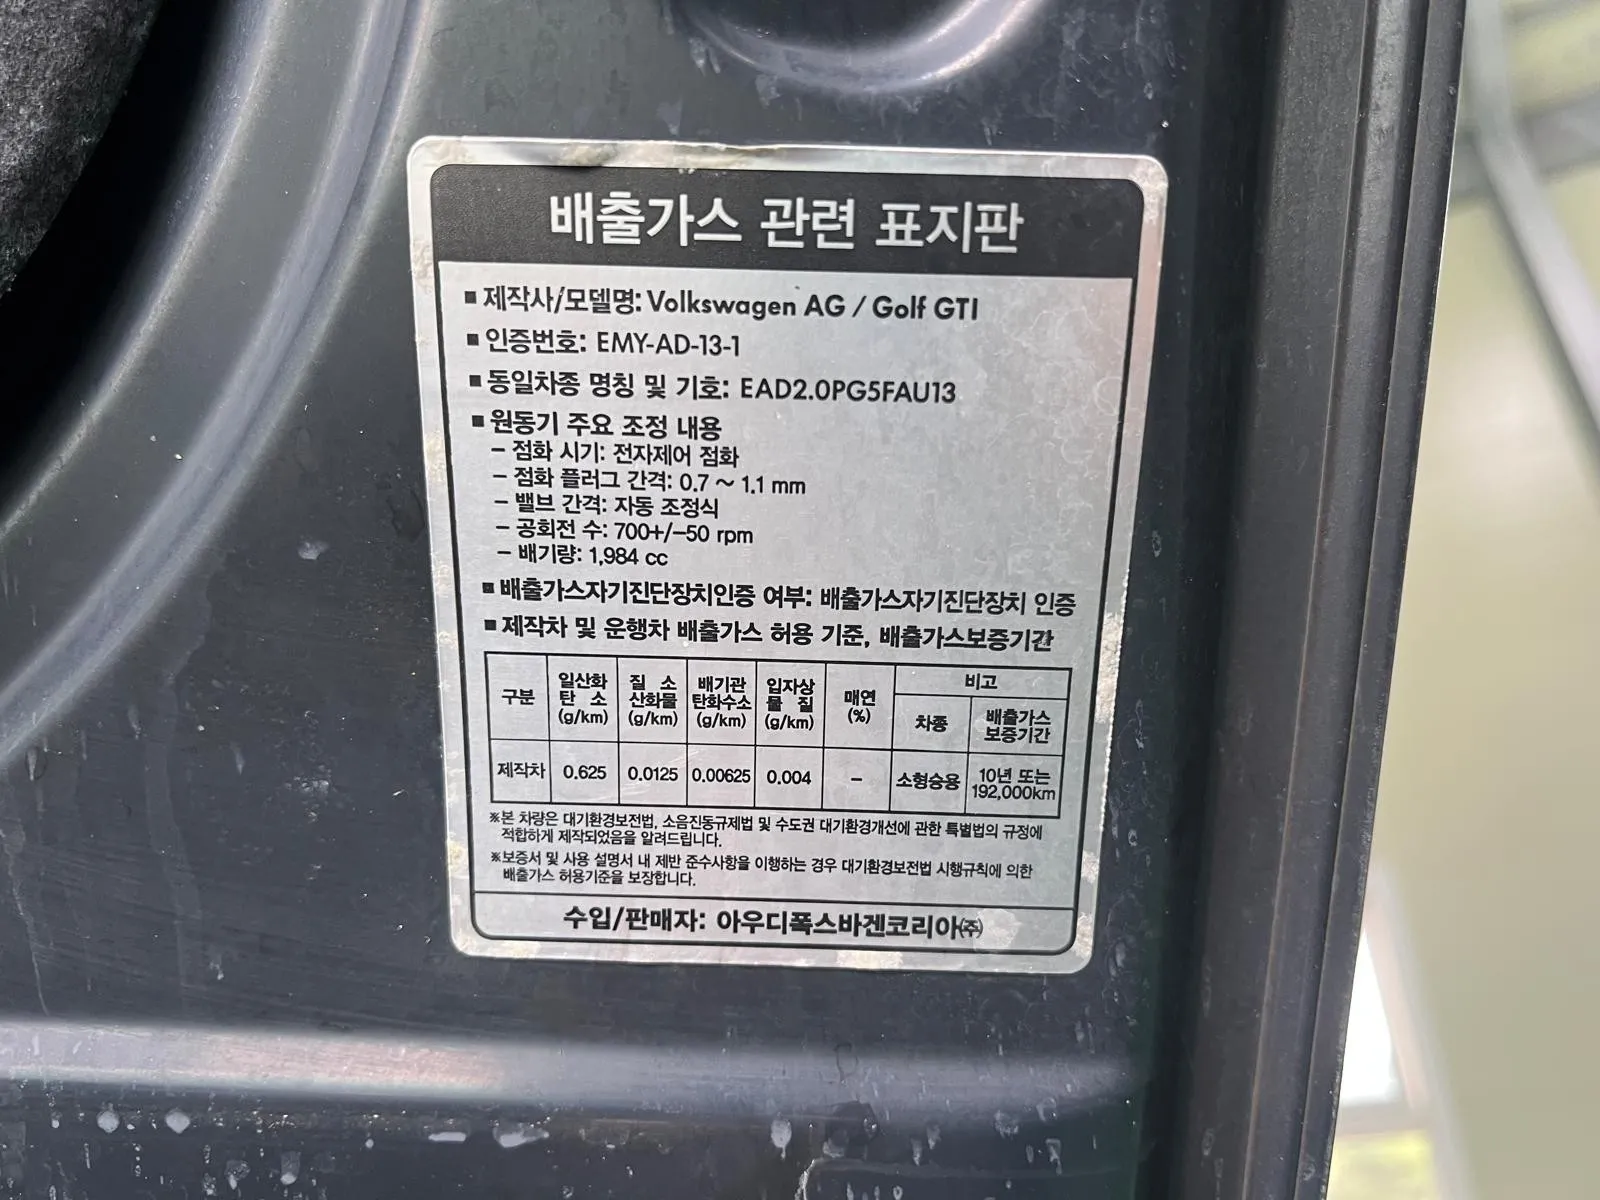 배출가스 관련 표지판
▪ 제작사/모델명: Volkswagen AG / Golf GTI
▪ 인증번호: EMY-AD-13-1
▪ 동일차종 명칭 및 기호: EAD2.0PG5FAU13
▪ 원동기 주요 조정 내용
– 점화 시기: 전자제어 점화
– 점화 플러그 간격: 0.7 ~ 1.1 mm
– 밸브 간격: 자동 조정식
– 공회전 수: 700+/–50 rpm
– 배기량: 1,984 cc
▪ 배출가스자기진단장치인증 여부: 배출가스자기진단장치 인증
▪ 제작차 및 운행차 배출가스 허용 기준, 배출가스보증기간
구분 일산화탄소 (g/km) 질소산화물 (g/km) 배기관탄화수소 (g/km) 입자상물질 (g/km) 매연 (%) 비고
차종 배출가스보증기간
제작차 0.625 0.0125 0.00625 0.004 – 소형승용 10년 또는 192,000km
※본 차량은 대기환경보전법, 소음진동규제법 및 수도권 대기환경개선에 관한 특별법의 규정에
적합하게 제작되었음을 알려드립니다.
※보증서 및 사용 설명서 내 제반 준수사항을 이행하는 경우 대기환경보전법 시행규칙에 의한
배출가스 허용기준을 보장합니다.
수입/판매자: 아우디폭스바겐코리아㈜